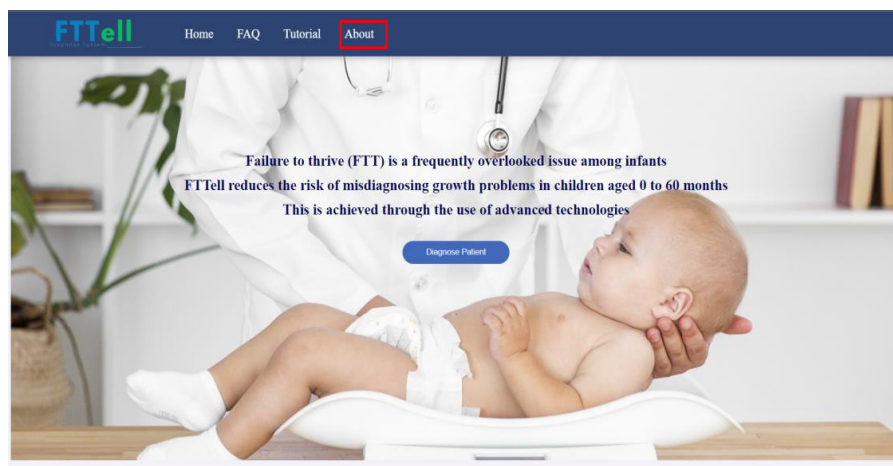 FTTell
Diagnose System
Home FAQ Tutorial About
Failure to thrive (FTT) is a frequently overlooked issue among infants
FTTell reduces the risk of misdiagnosing growth problems in children aged 0 to 60 months
This is achieved through the use of advanced technologies
Diagnose Patient